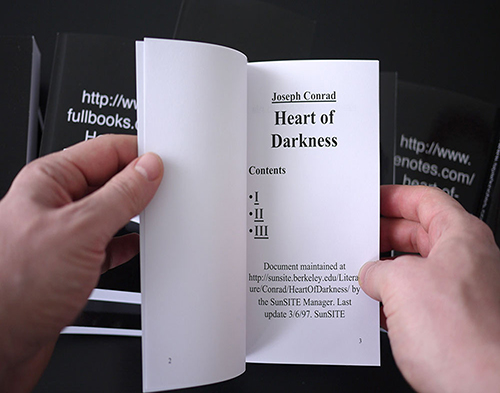 http://ww
fullbooks.c
Joseph Conrad
Heart of
Darkness
Contents
• I
• II
• III
Document maintained at
http://sunsite.berkeley.edu/Litera
ure/Conrad/HeartOfDarkness/ by
the SunSITE Manager. Last
update 3/6/97. SunSITE
2
3
http://www.
enotes.com/
heart-of-